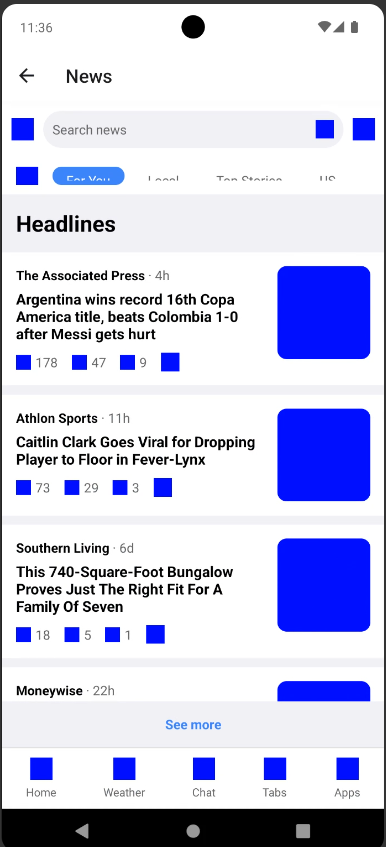 11:36
News
Search news
For You Local Top Stories US
Headlines
The Associated Press · 4h
Argentina wins record 16th Copa
America title, beats Colombia 1-0
after Messi gets hurt
178 47 9
Athlon Sports · 11h
Caitlin Clark Goes Viral for Dropping
Player to Floor in Fever-Lynx
73 29 3
Southern Living · 6d
This 740-Square-Foot Bungalow
Proves Just The Right Fit For A
Family Of Seven
18 5 1
Moneywise · 22h
See more
Home Weather Chat Tabs Apps